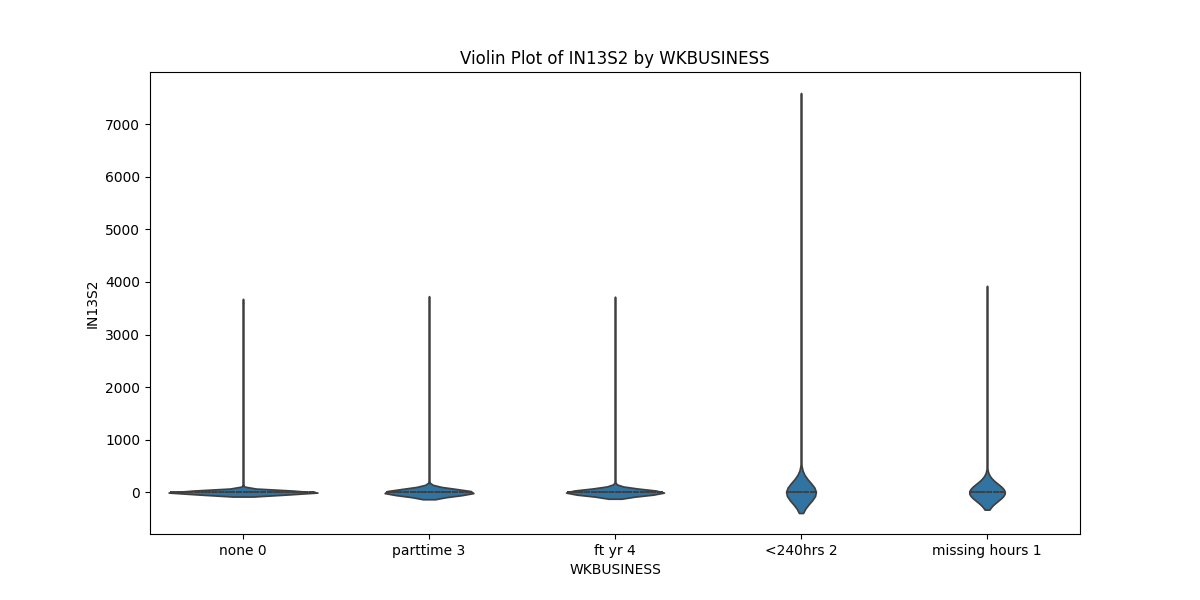 Violin Plot of IN13S2 by WKBUSINESS
7000
6000
5000
4000
3000
2000
1000
0
IN13S2
none 0
parttime 3
ft yr 4
<240hrs 2
missing hours 1
WKBUSINESS